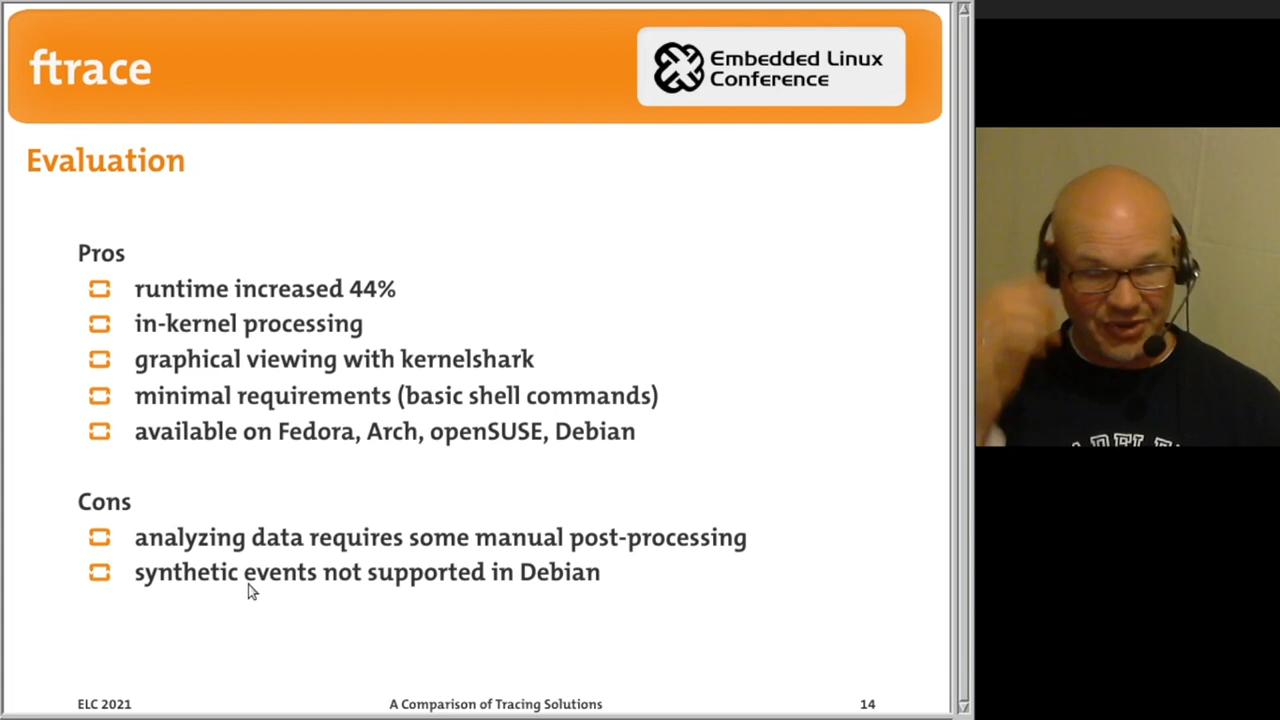 ftrace
Embedded Linux
Conference
Evaluation
Pros
runtime increased 44%
in-kernel processing
graphical viewing with kernelshark
minimal requirements (basic shell commands)
available on Fedora, Arch, openSUSE, Debian
Cons
analyzing data requires some manual post-processing
synthetic events not supported in Debian
ELC 2021
A Comparison of Tracing Solutions
14